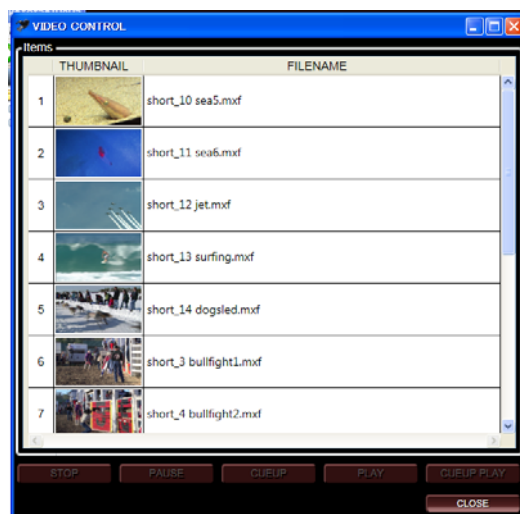 VIDEO CONTROL
Items
THUMBNAIL FILENAME
1 short_10 sea5.mxf
2 short_11 sea6.mxf
3 short_12 jet.mxf
4 short_13 surfing.mxf
5 short_14 dogsled.mxf
6 short_3 bullfight1.mxf
7 short_4 bullfight2.mxf
STOP PAUSE CUEUP PLAY CUEUP PLAY
CLOSE